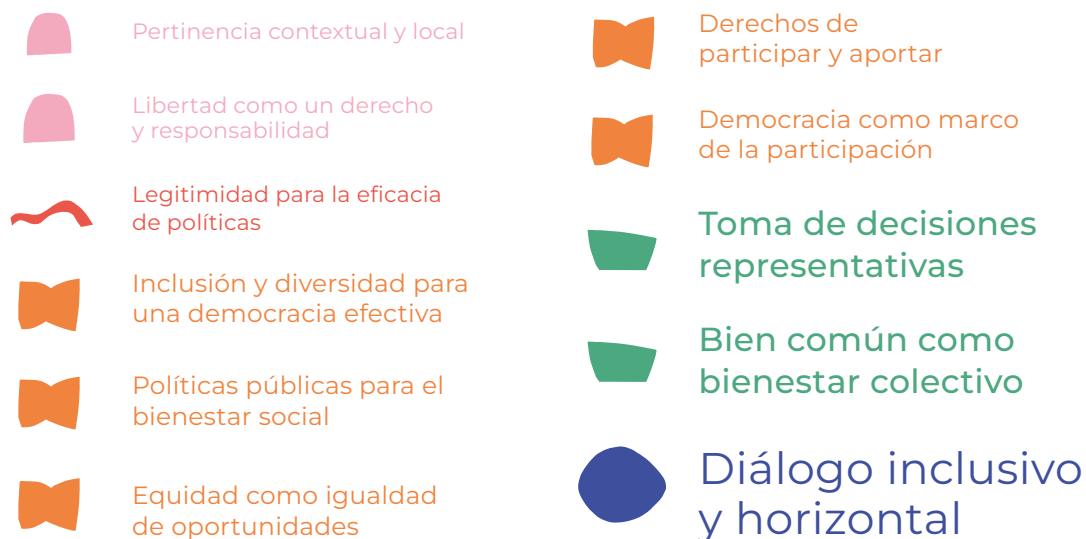 Pertinencia contextual y local
Libertad como un derecho
y responsabilidad
Legitimidad para la eficacia
de políticas
Inclusión y diversidad para
una democracia efectiva
Políticas públicas para el
bienestar social
Equidad como igualdad
de oportunidades
Derechos de
participar y aportar
Democracia como marco
de la participación
Toma de decisiones
representativas
Bien común como
bienestar colectivo
Diálogo inclusivo
y horizontal